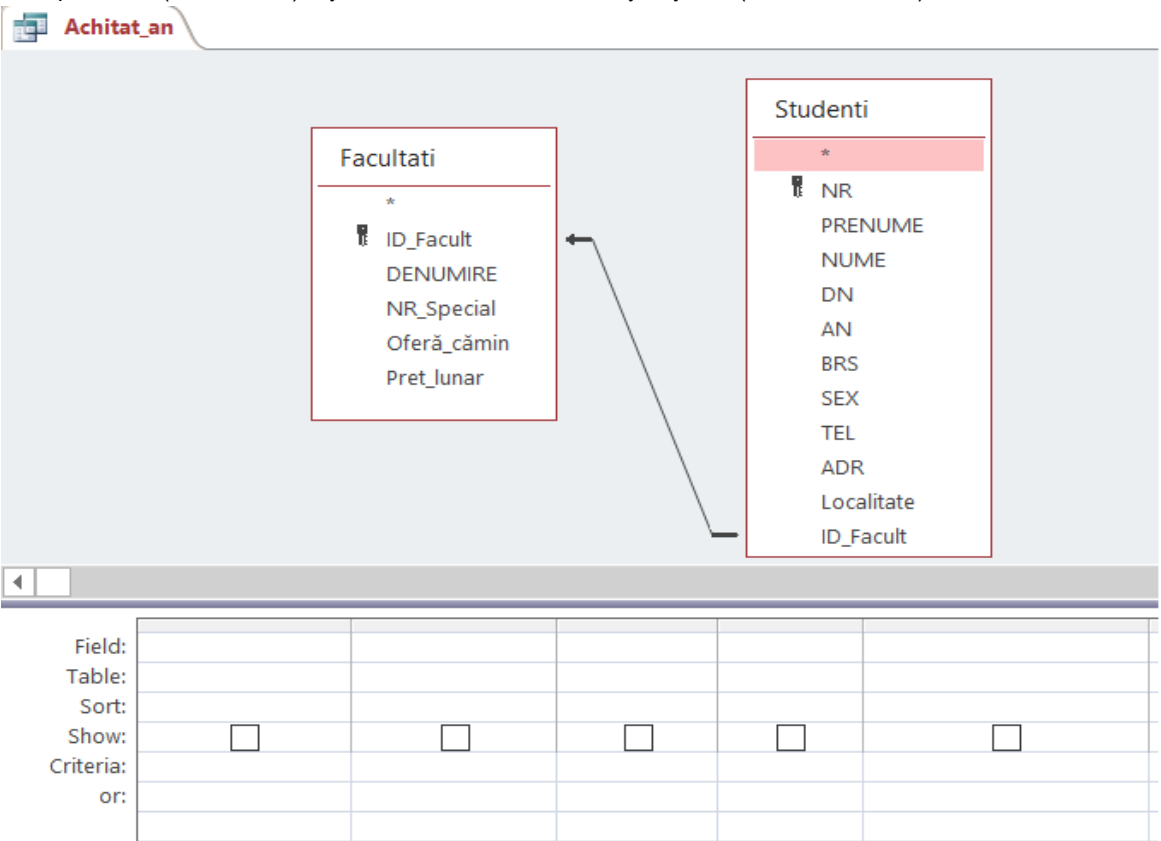 Achitat_an
Facultati
*
ID_Facult
DENUMIRE
NR_Special
Oferă_cămin
Pret_lunar
Studenti
*
NR
PRENUME
NUME
DN
AN
BRS
SEX
TEL
ADR
Localitate
ID_Facult
Field:
Table:
Sort:
Show:
Criteria:
or: